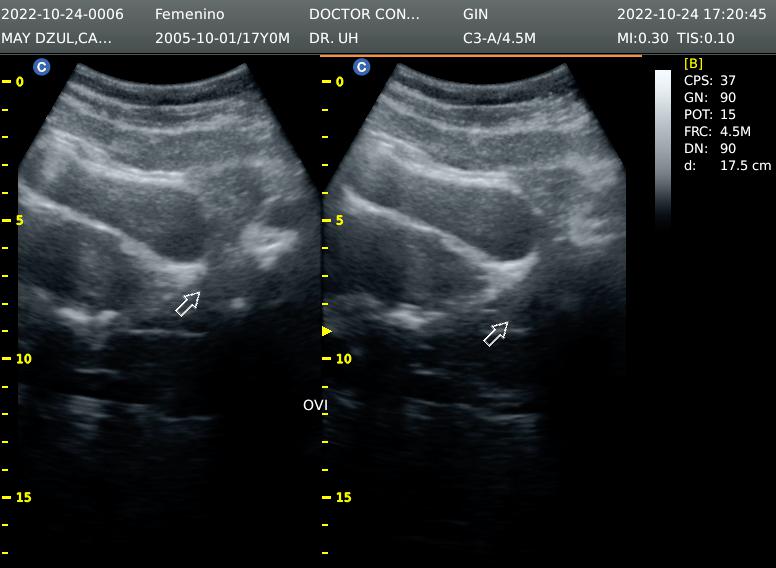 2022-10-24-0006 Femenino DOCTOR CON... GIN 2022-10-24 17:20:45
MAY DZUL,CA... 2005-10-01/17Y0M DR. UH C3-A/4.5M MI:0.30 TIS:0.10
C C [B]
0 0 CPS: 37
GN: 90
POT: 15
FRC: 4.5M
DN: 90
d: 17.5 cm
5 5
10 10
OVI
15 15